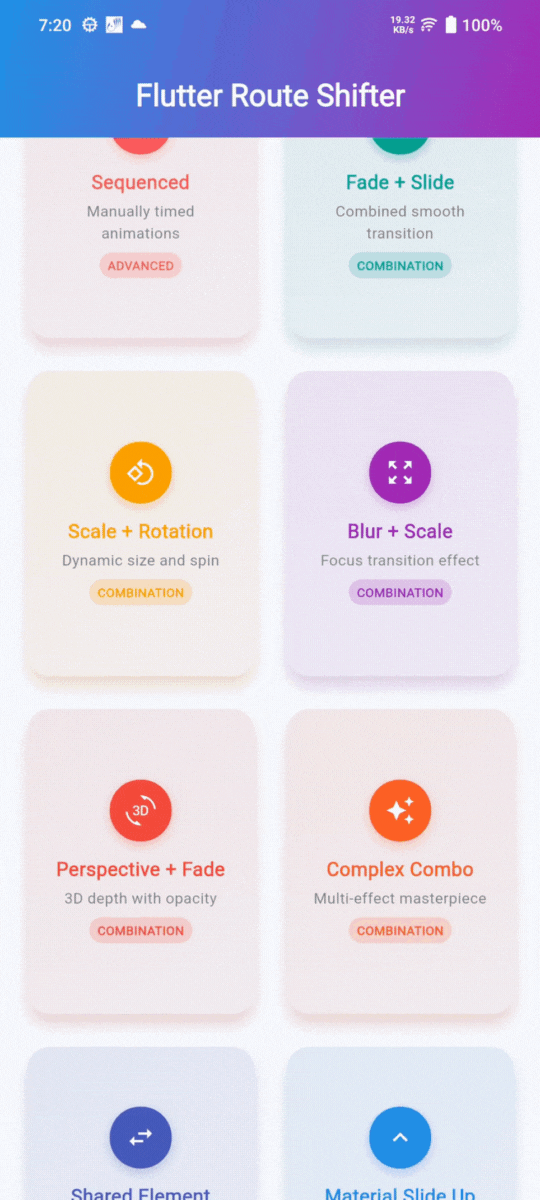 7:20
19.32
KB/s
100%
Flutter Route Shifter
Sequenced
Manually timed
animations
ADVANCED
Fade + Slide
Combined smooth
transition
COMBINATION
Scale + Rotation
Dynamic size and spin
COMBINATION
Blur + Scale
Focus transition effect
COMBINATION
3D
Perspective + Fade
3D depth with opacity
COMBINATION
Complex Combo
Multi-effect masterpiece
COMBINATION
Shared Element
Material Slide Up